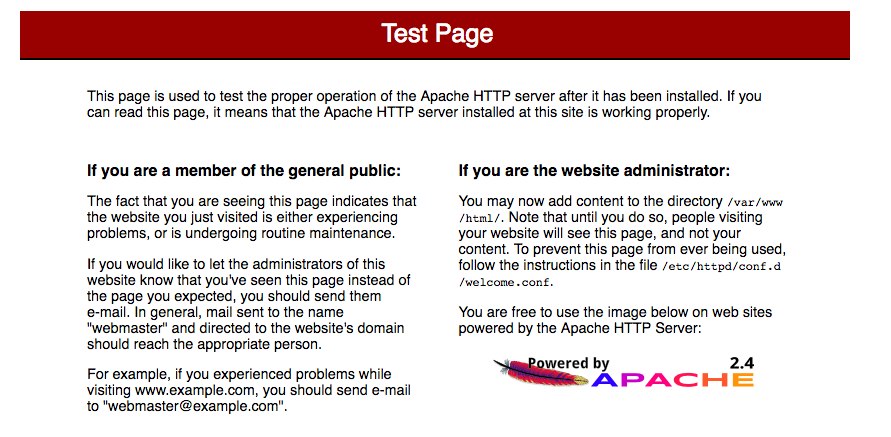 Test Page
This page is used to test the proper operation of the Apache HTTP server after it has been installed. If you
can read this page, it means that the Apache HTTP server installed at this site is working properly.
If you are a member of the general public:
The fact that you are seeing this page indicates that
the website you just visited is either experiencing
problems, or is undergoing routine maintenance.
If you would like to let the administrators of this
website know that you've seen this page instead of
the page you expected, you should send them
e-mail. In general, mail sent to the name
"webmaster" and directed to the website's domain
should reach the appropriate person.
For example, if you experienced problems while
visiting www.example.com, you should send e-mail
to "webmaster@example.com".
If you are the website administrator:
You may now add content to the directory /var/www
/html/. Note that until you do so, people visiting
your website will see this page, and not your
content. To prevent this page from ever being used,
follow the instructions in the file /etc/httpd/conf.d
/welcome.conf.
You are free to use the image below on web sites
powered by the Apache HTTP Server:
Powered by 2.4
APACHE